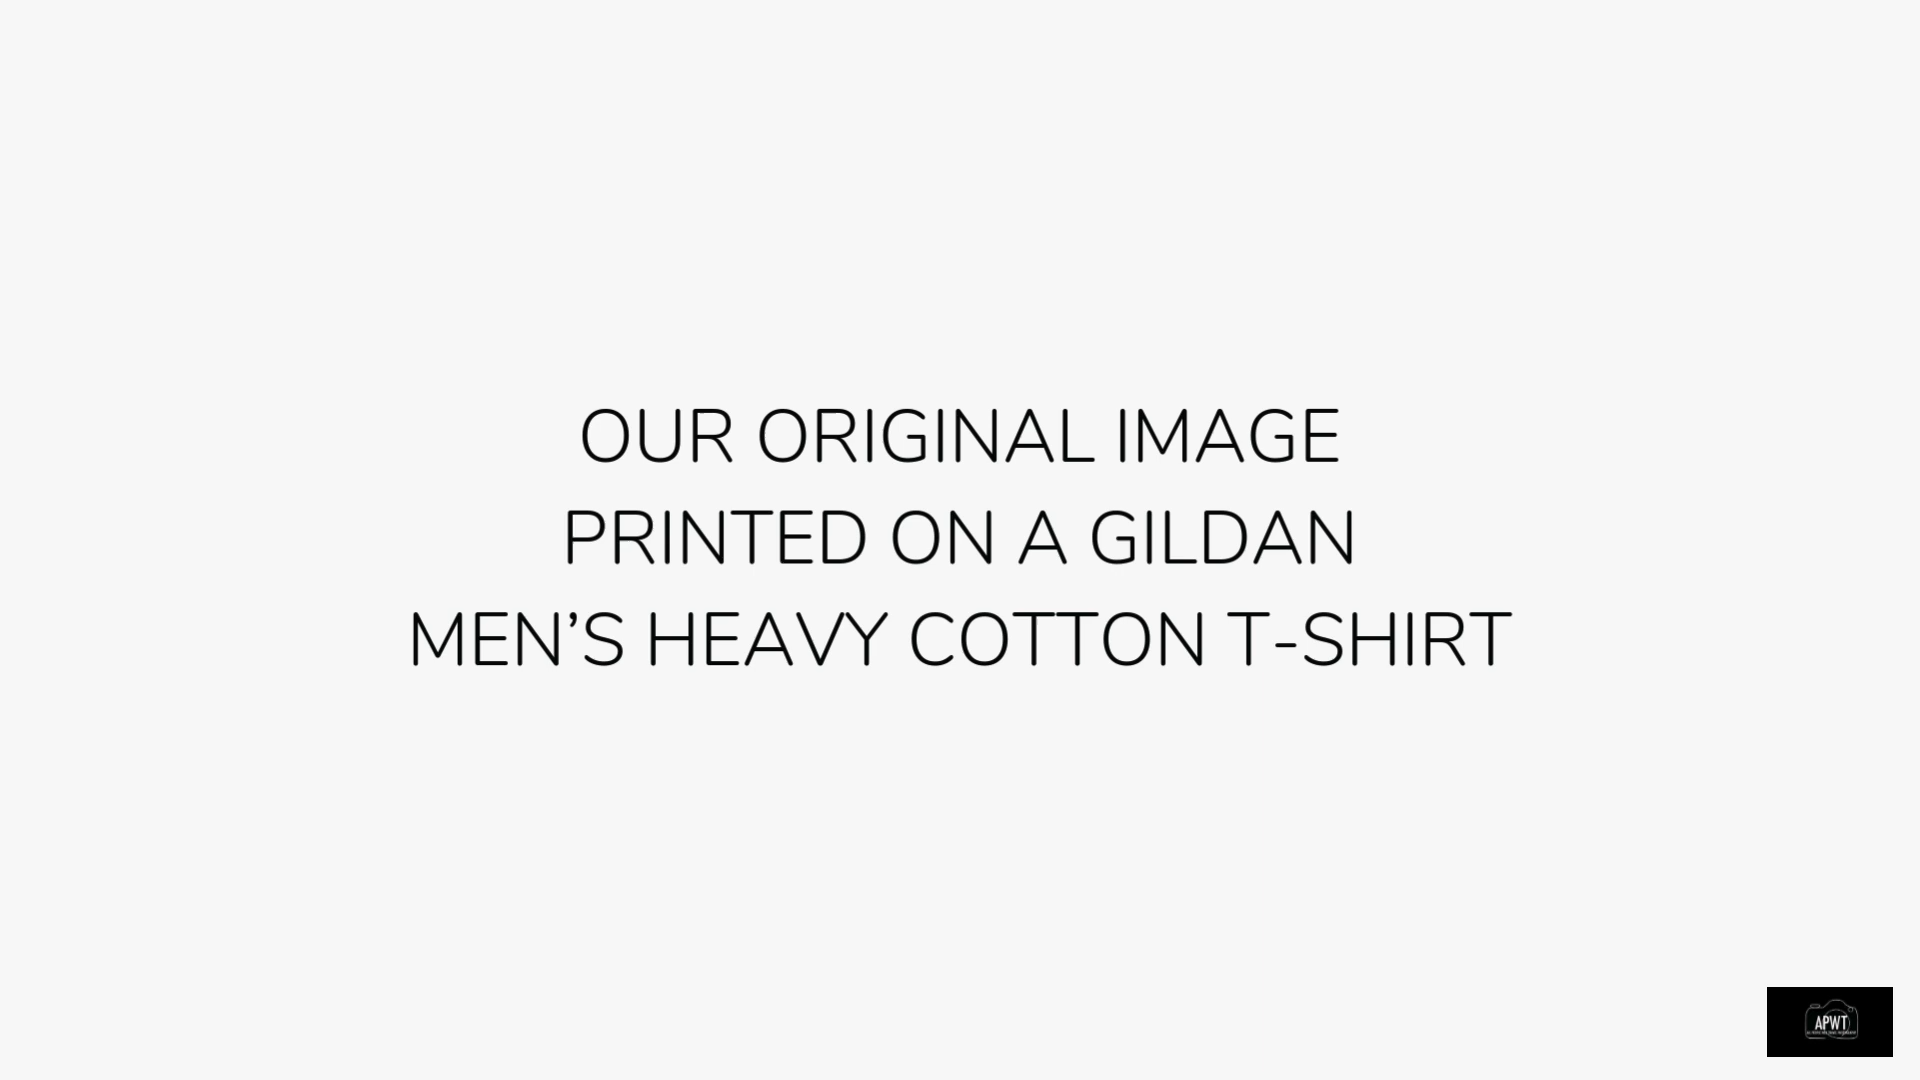 OUR ORIGINAL IMAGE
PRINTED ON A GILDAN
MEN’S HEAVY COTTON T-SHIRT
APWT